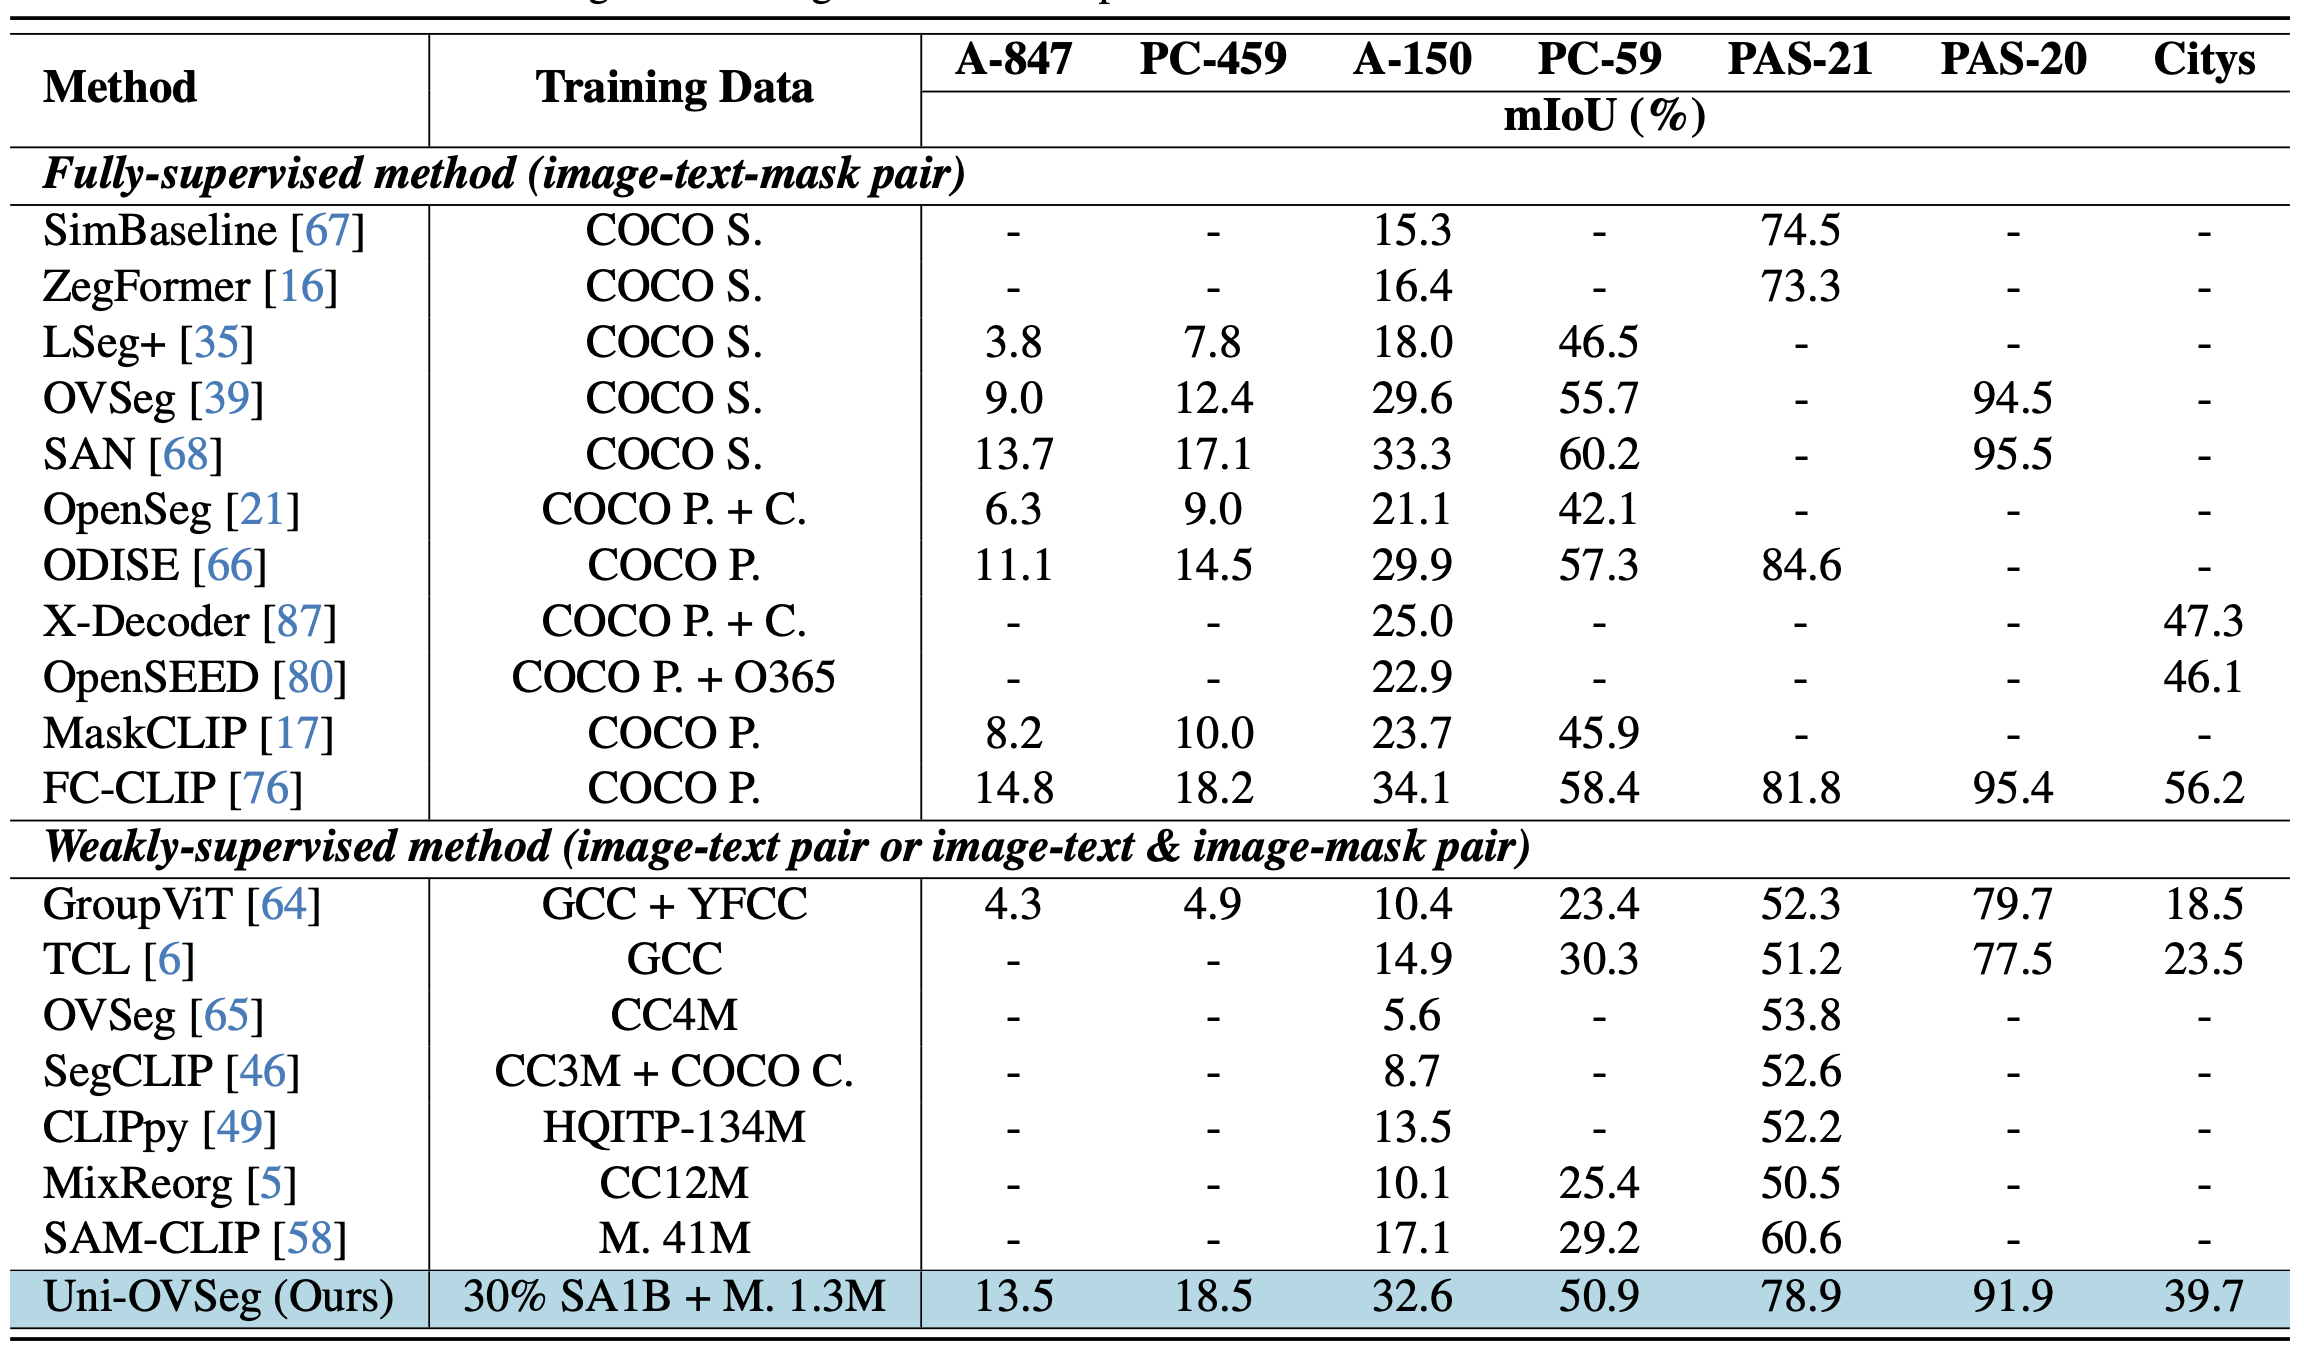 Method Training Data A-847 PC-459 A-150 PC-59 PAS-21 PAS-20 Citys
mIoU (%)
Fully-supervised method (image-text-mask pair)
SimBaseline [67] COCO S. - - 15.3 - 74.5 - -
ZegFormer [16] COCO S. - - 16.4 - 73.3 - -
LSeg+ [35] COCO S. 3.8 7.8 18.0 46.5 - - -
OVSeg [39] COCO S. 9.0 12.4 29.6 55.7 - 94.5 -
SAN [68] COCO S. 13.7 17.1 33.3 60.2 - 95.5 -
OpenSeg [21] COCO P. + C. 6.3 9.0 21.1 42.1 - - -
ODISE [66] COCO P. 11.1 14.5 29.9 57.3 84.6 - -
X-Decoder [87] COCO P. + C. - - 25.0 - - - 47.3
OpenSEED [80] COCO P. + O365 - - 22.9 - - - 46.1
MaskCLIP [17] COCO P. 8.2 10.0 23.7 45.9 - - -
FC-CLIP [76] COCO P. 14.8 18.2 34.1 58.4 81.8 95.4 56.2
Weakly-supervised method (image-text pair or image-text & image-mask pair)
GroupViT [64] GCC + YFCC 4.3 4.9 10.4 23.4 52.3 79.7 18.5
TCL [6] GCC - - 14.9 30.3 51.2 77.5 23.5
OVSeg [65] CC4M - - 5.6 - 53.8 - -
SegCLIP [46] CC3M + COCO C. - - 8.7 - 52.6 - -
CLIPpy [49] HQITP-134M - - 13.5 - 52.2 - -
MixReorg [5] CC12M - - 10.1 25.4 50.5 - -
SAM-CLIP [58] M. 41M - - 17.1 29.2 60.6 - -
Uni-OVSeg (Ours) 30% SA1B + M. 1.3M 13.5 18.5 32.6 50.9 78.9 91.9 39.7